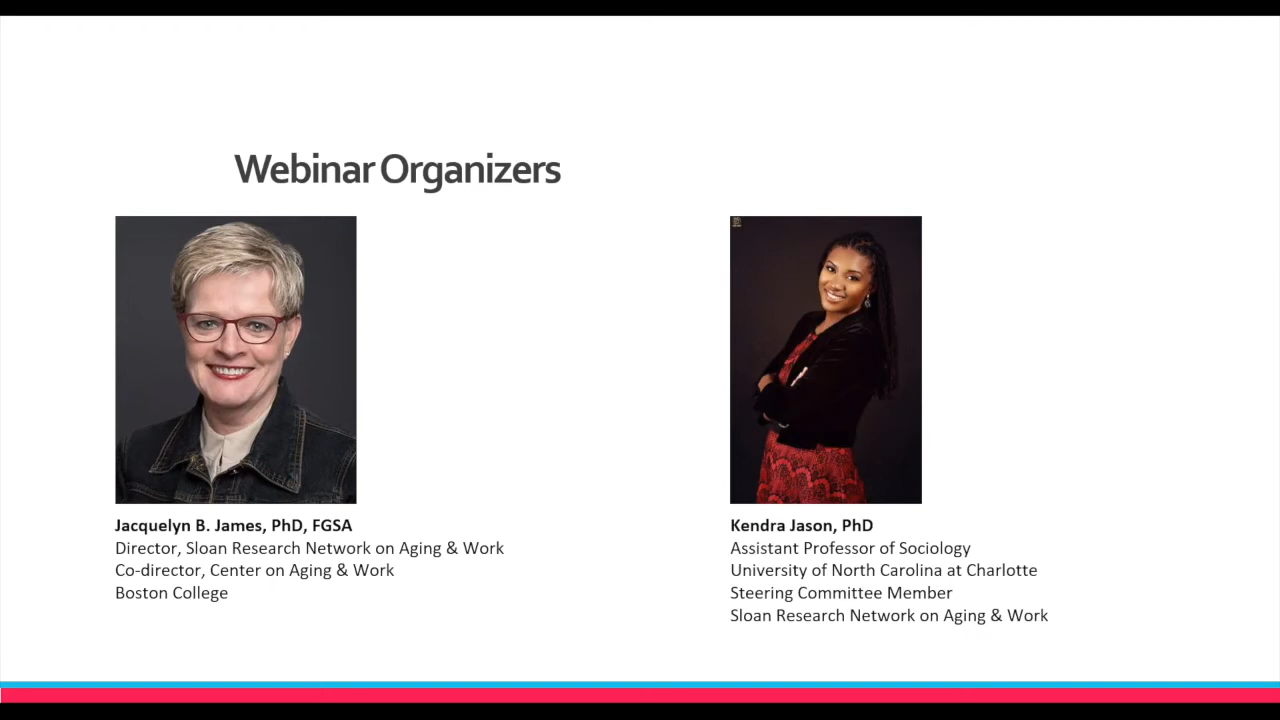 Webinar Organizers
Jacquelyn B. James, PhD, FGSA
Director, Sloan Research Network on Aging & Work
Co-director, Center on Aging & Work
Boston College
Kendra Jason, PhD
Assistant Professor of Sociology
University of North Carolina at Charlotte
Steering Committee Member
Sloan Research Network on Aging & Work